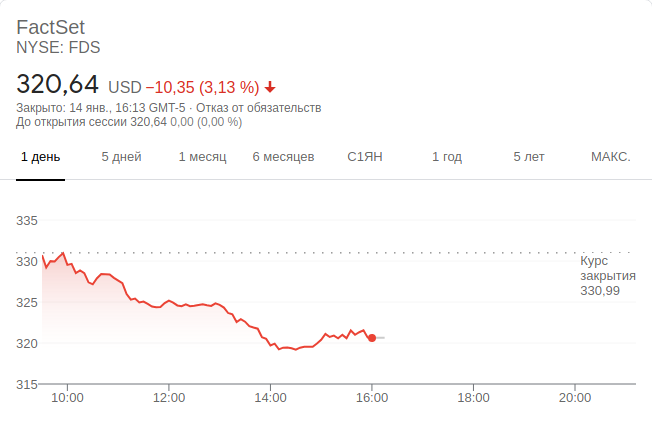 FactSet
NYSE: FDS
320,64 USD −10,35 (3,13 %)
Закрыто: 14 янв., 16:13 GMT-5 · Отказ от обязательств
До открытия сессии 320,64 0,00 (0,00 %)
1 день 5 дней 1 месяц 6 месяцев С1ЯН 1 год 5 лет МАКС.
335
330
325
320
315
Курс
закрытия
330,99
10:00 12:00 14:00 16:00 18:00 20:00